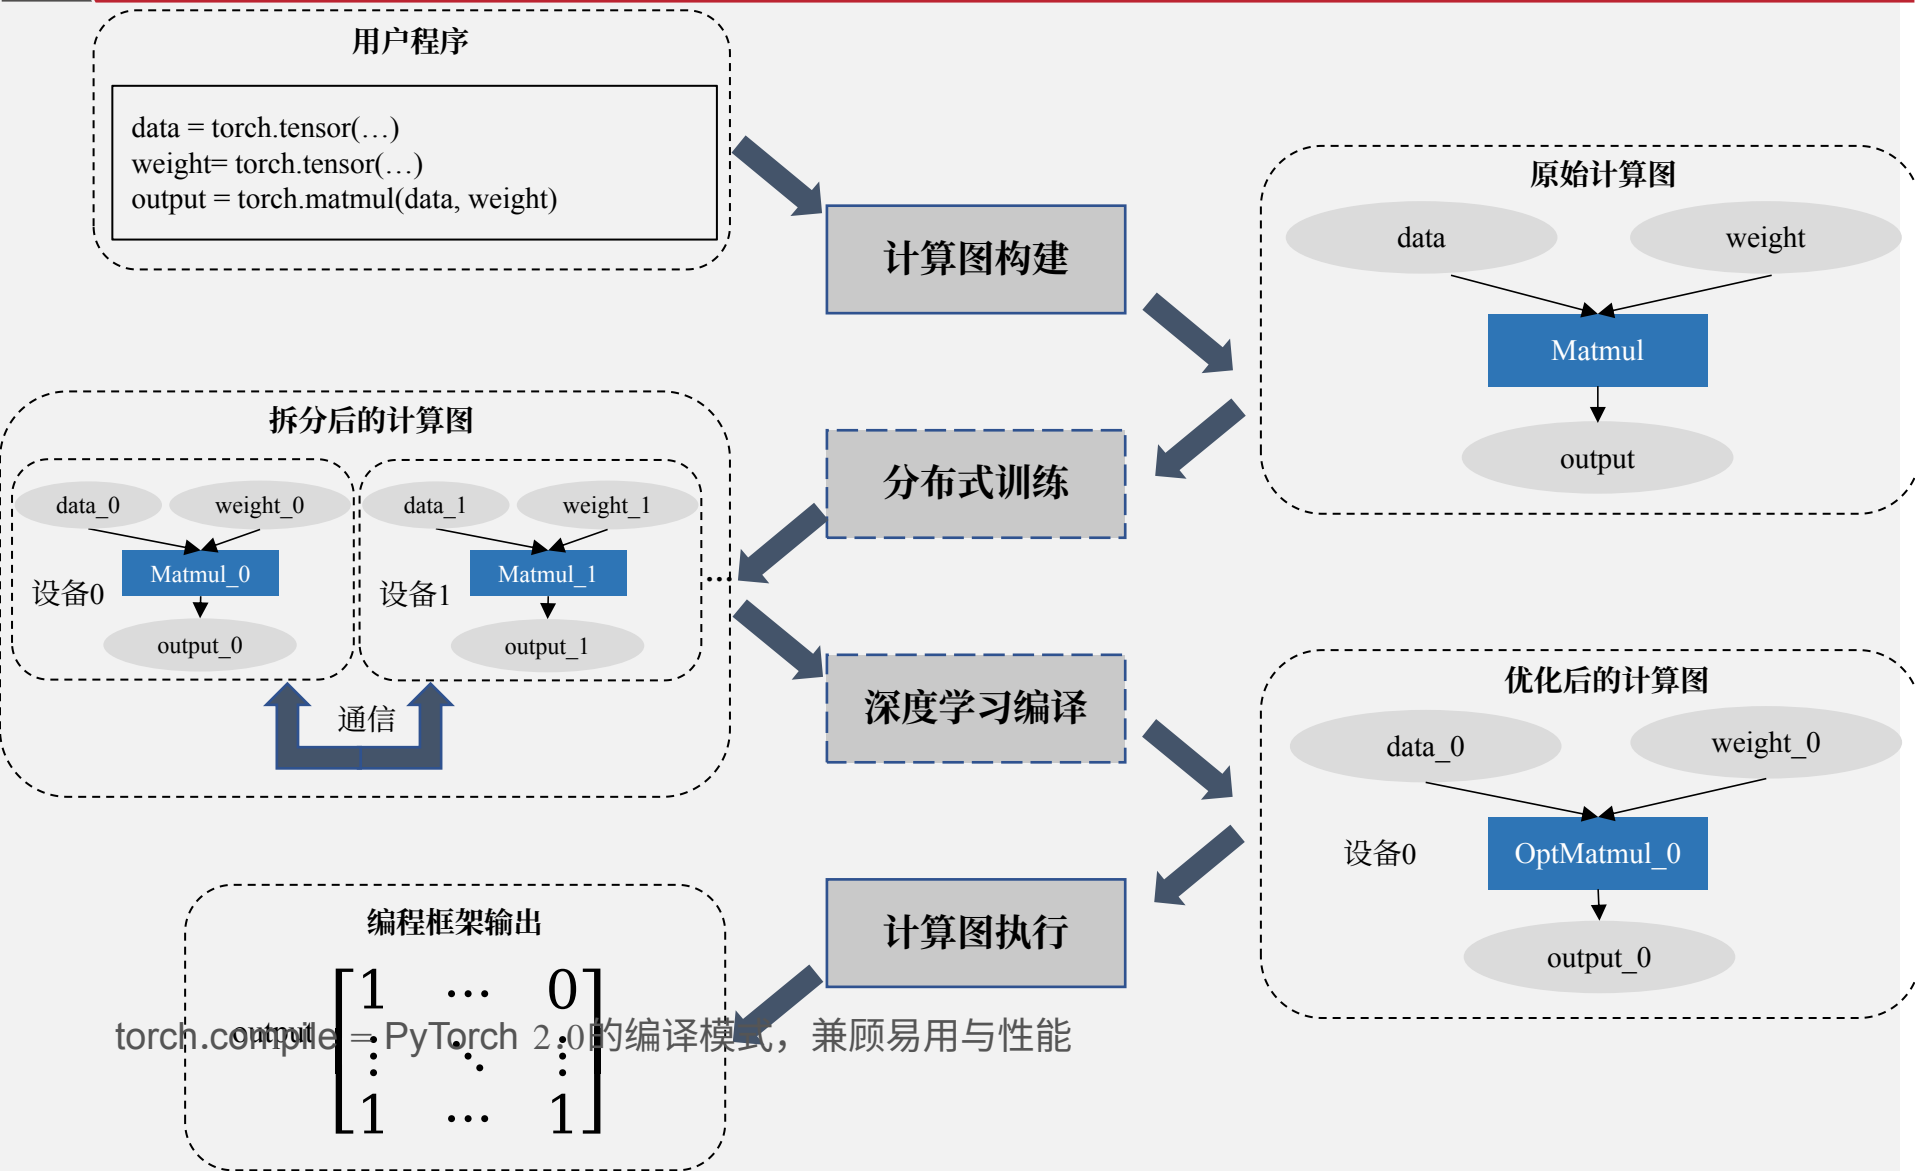 用户程序
data = torch.tensor(…)
weight= torch.tensor(…)
output = torch.matmul(data, weight)
计算图构建
原始计算图
data
weight
Matmul
output
分布式训练
拆分后的计算图
data_0
weight_0
Matmul_0
设备0
output_0
data_1
weight_1
Matmul_1
设备1
output_1
…
通信
深度学习编译
优化后的计算图
data_0
weight_0
设备0
OptMatmul_0
output_0
计算图执行
编程框架输出
output =
1 ⋯ 0
⋮ ⋱ ⋮
1 ⋯ 1
torch.compile = PyTorch 2.0的编译模式，兼顾易用与性能